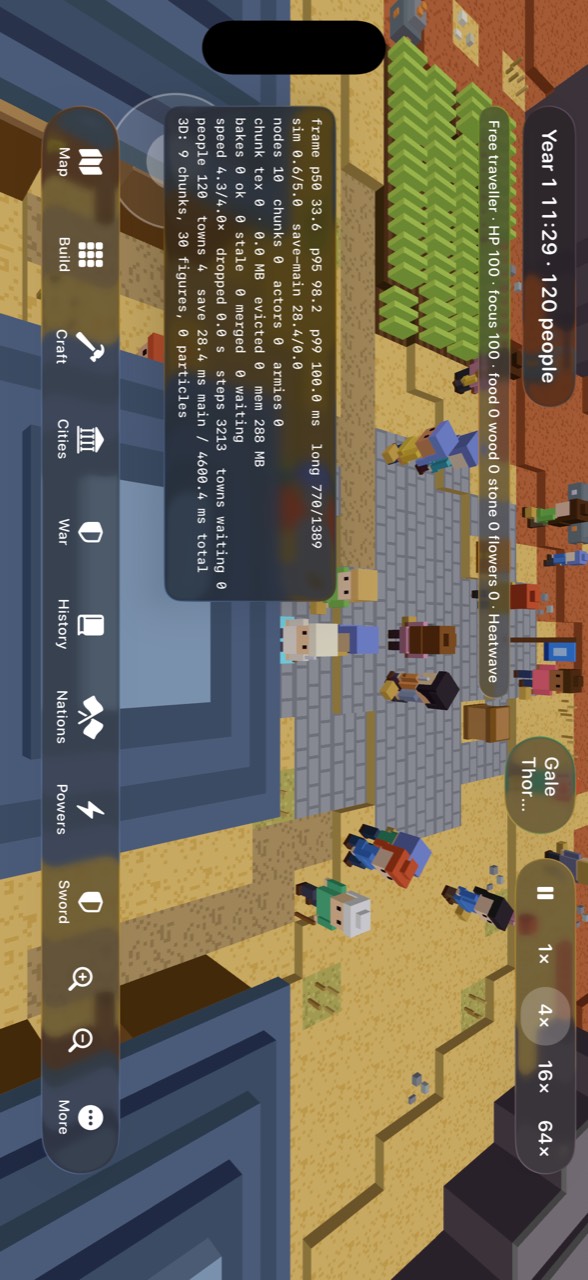 Year 1 11:29 · 120 people
Free traveller · HP 100 · focus 100 · food 0 wood 0 stone 0 flowers 0 · Heatwave
Gale
Thor...
1×
4×
16×
64×
frame p50 33.6 p95 98.2 p99 100.0 ms long 770/1389
sim 0.6/5.0 save-main 28.4/0.0
nodes 10 chunks 0 actors 0 armies 0
chunk tex 0 · 0.0 MB evicted 0 mem 288 MB
bakes 0 ok 0 stale 0 merged 0 waiting
speed 4.3/4.0× dropped 0.0 s steps 3213 towns waiting 0
people 120 towns 4 save 28.4 ms main / 4660.4 ms total
3D: 9 chunks, 30 figures, 0 particles
Map
Build
Craft
Cities
War
History
Nations
Powers
Sword
More